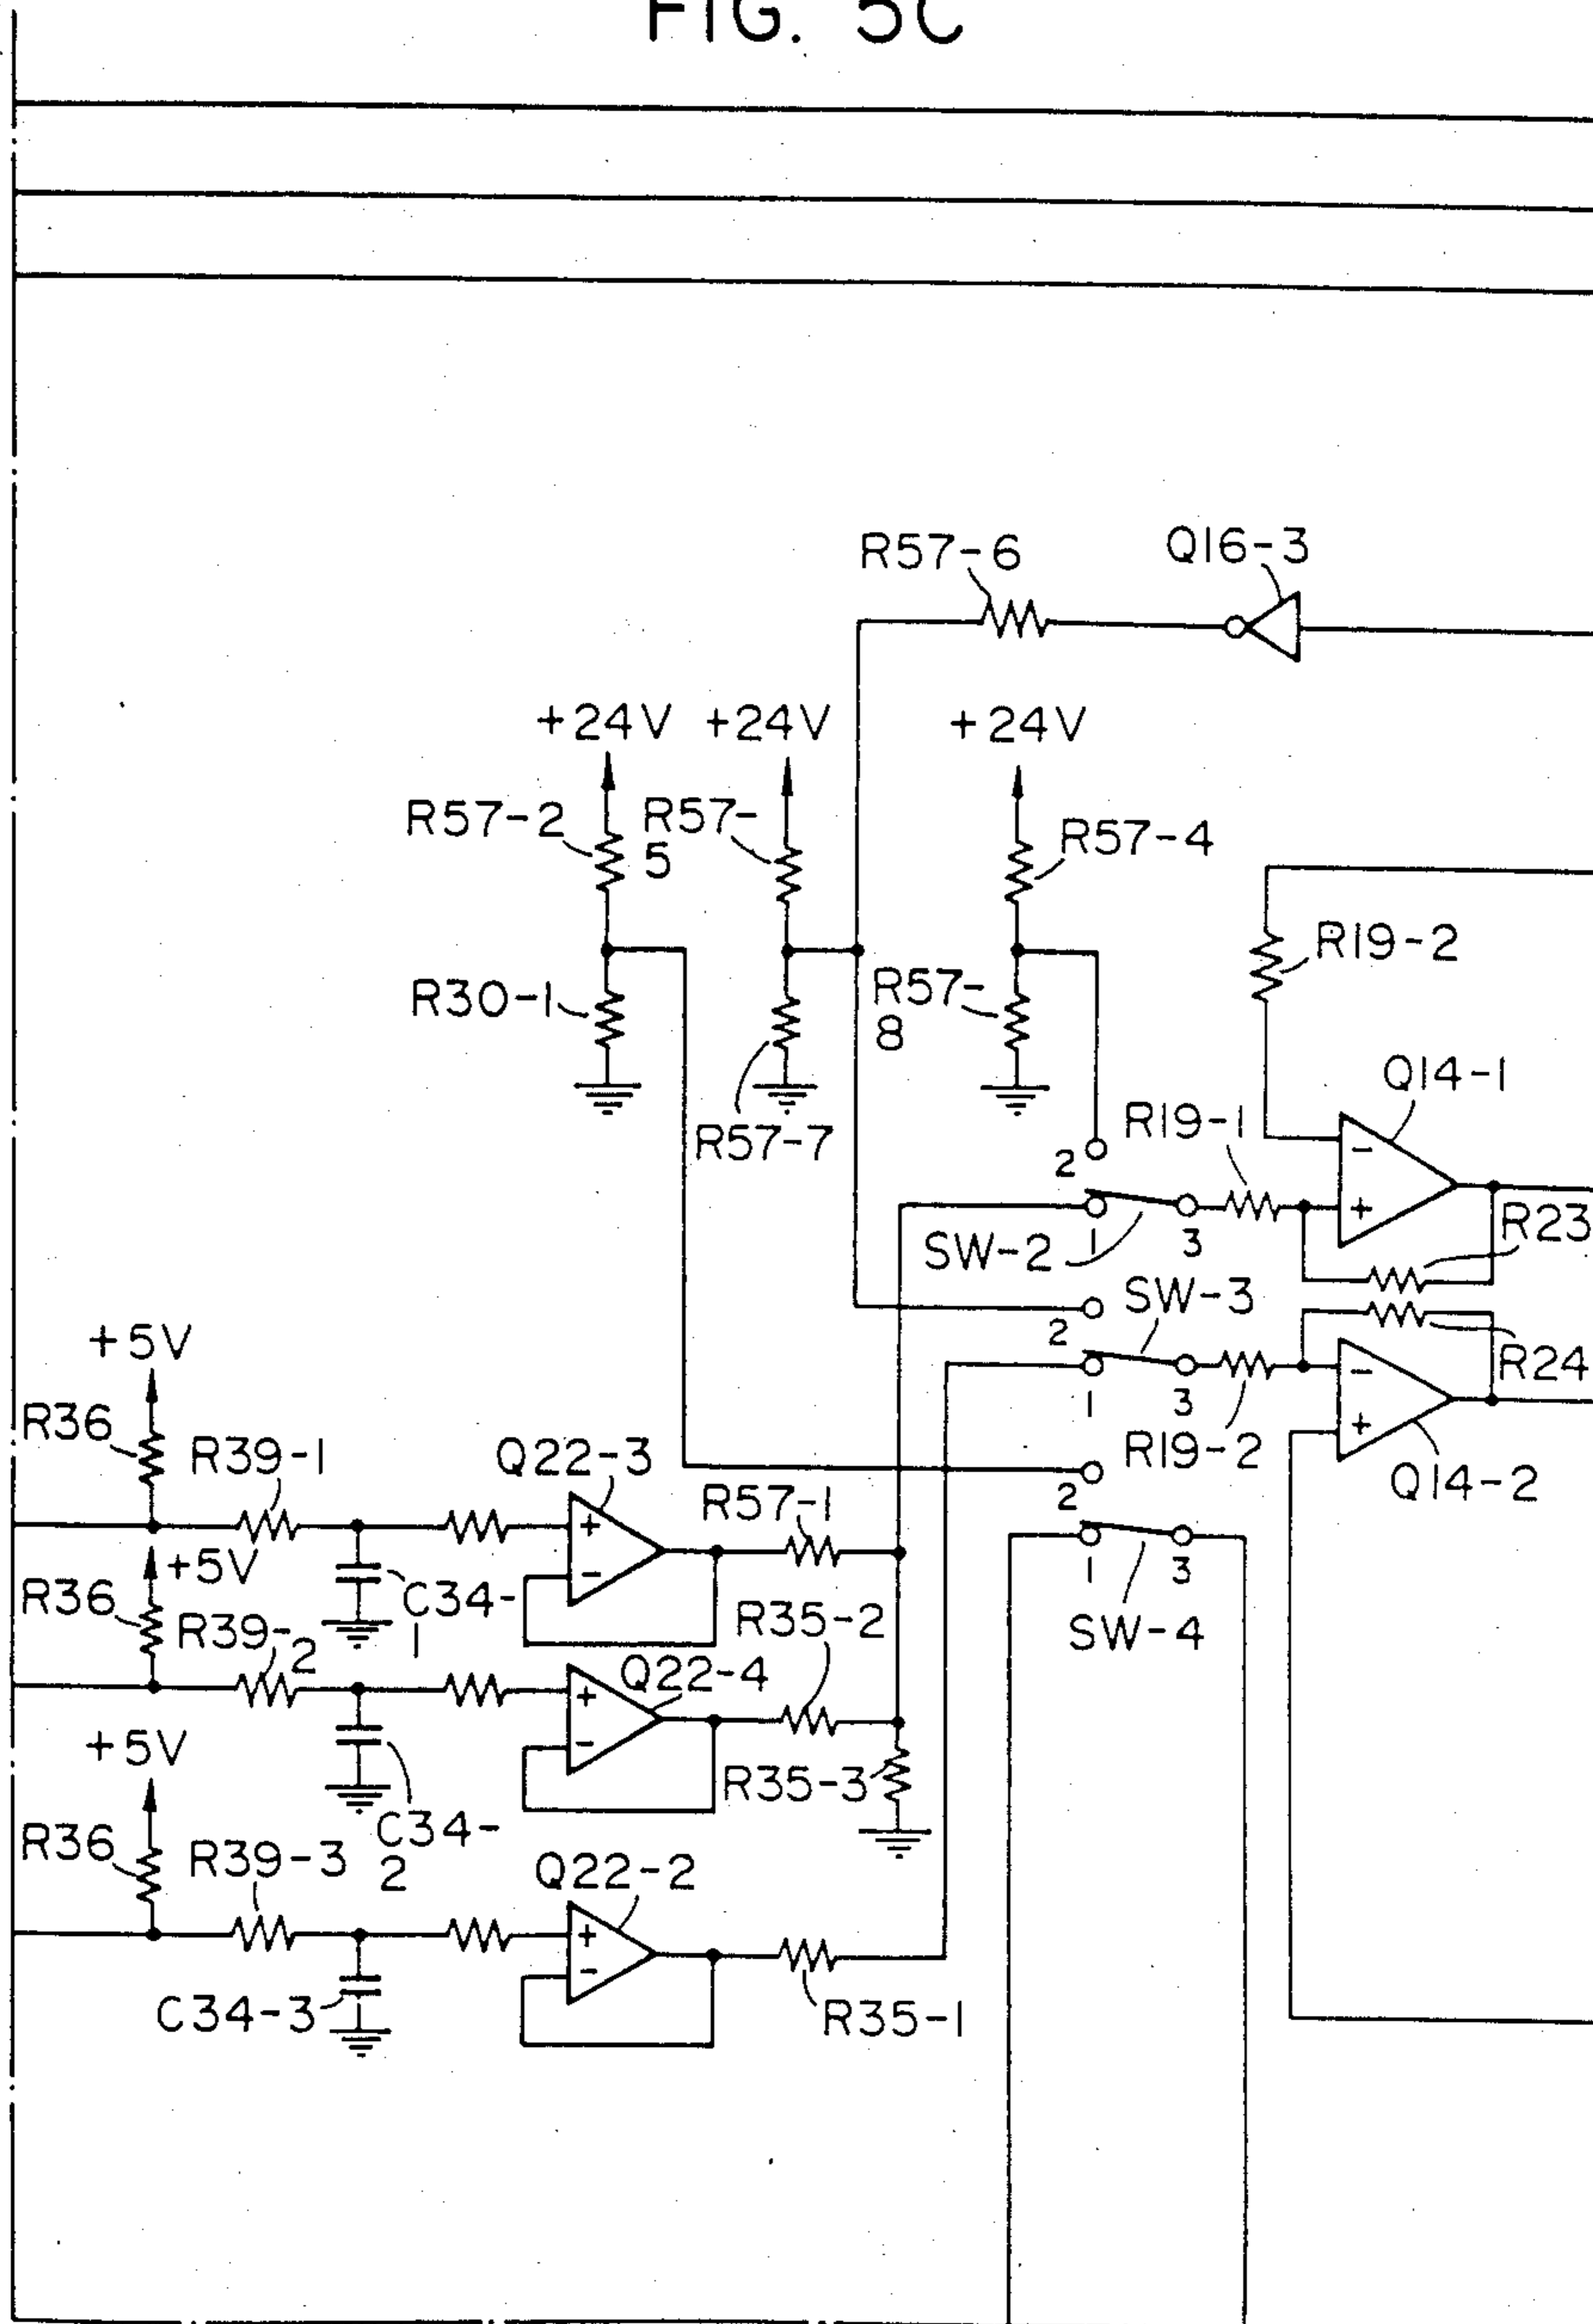 FIG. 5C
R57-6
Q16-3
+24V
+24V
+24V
R57-2
R57-
5
R57-4
R19-2
R30-1
R57-
8
Q14-1
R57-7
R19-1
2
+
-
R23
SW-2
1
3
SW-3
2
+5V
-
+
R24
R36
1
3
R39-1
Q22-3
R19-2
Q14-2
R57-1
2
+
-
+5V
1
3
R36
C34-
1
R35-2
SW-4
R39-
2
Q22-4
+
-
+5V
R35-3
C34-
2
R36
R39-3
Q22-2
+
-
C34-3
R35-1